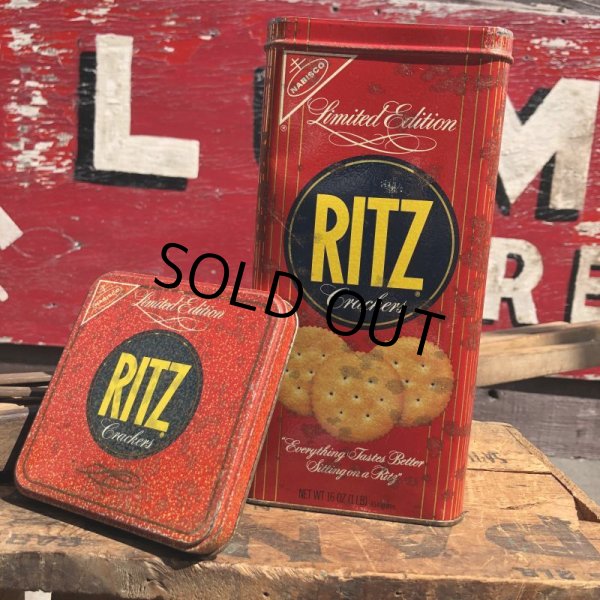 L
M
RE
NABISCO
Limited Edition
RITZ
Crackers
"Everything Tastes Better
Sitting on a Ritz"
NET WT 16 OZ (1 LB)
Limited Edition
RITZ
Crackers
SOLD OUT